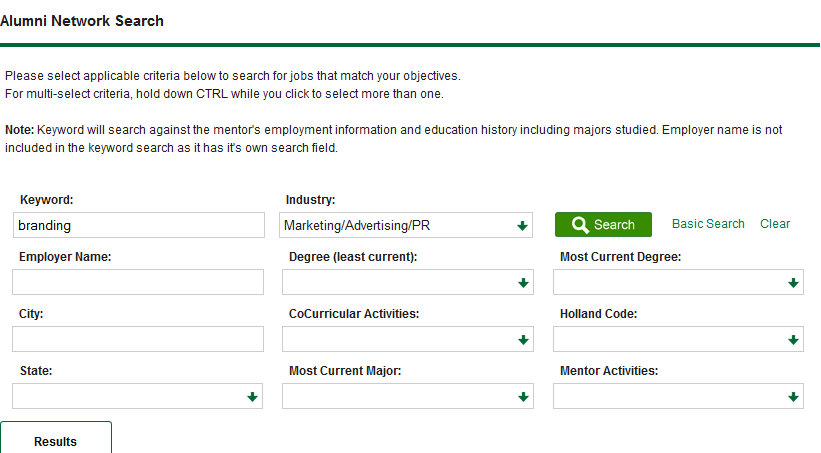 Alumni Network Search
Please select applicable criteria below to search for jobs that match your objectives.
For multi-select criteria, hold down CTRL while you click to select more than one.
Note: Keyword will search against the mentor's employment information and education history including majors studied. Employer name is not
included in the keyword search as it has it's own search field.
Keyword: Industry:
branding Marketing/Advertising/PR Search Basic Search Clear
Employer Name: Degree (least current): Most Current Degree:
City: CoCurricular Activities: Holland Code:
State: Most Current Major: Mentor Activities:
Results